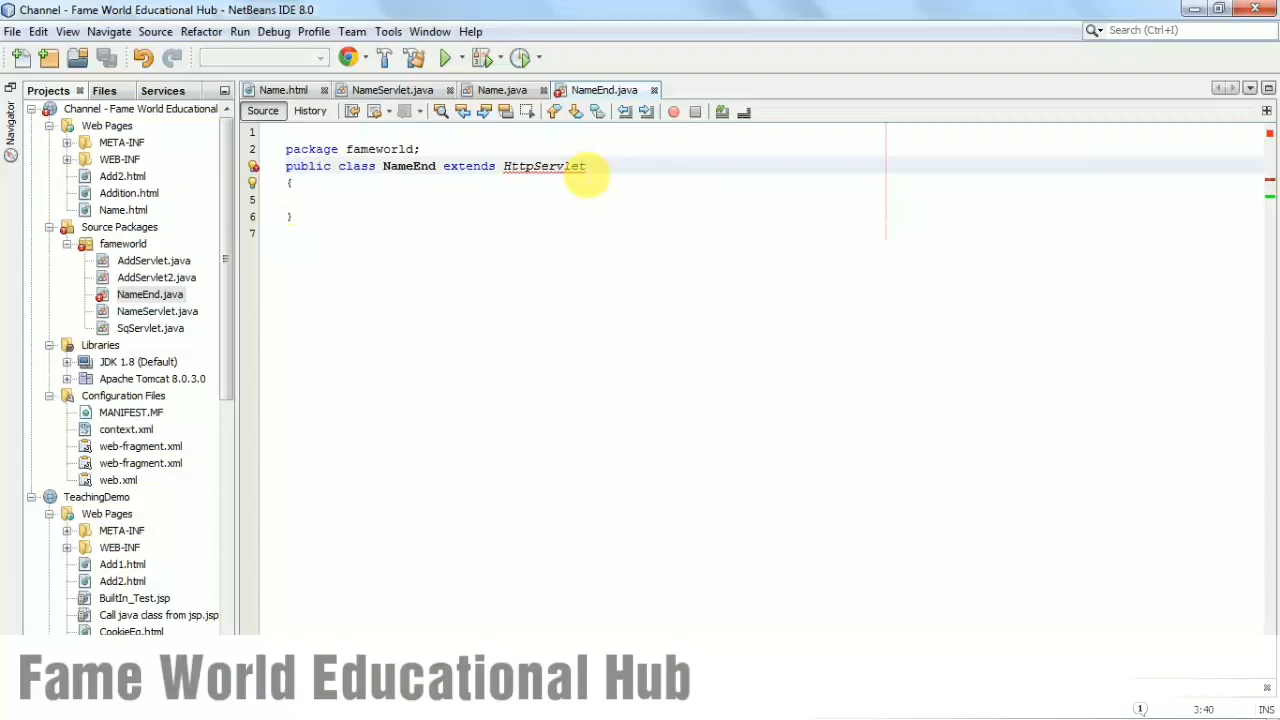 Channel - Fame World Educational Hub - NetBeans IDE 8.0
File Edit View Navigate Source Refactor Run Debug Profile Team Tools Window Help
Search (Ctrl+I)
Projects Files Services
Name.html NameServlet.java Name.java NameEnd.java
Navigator
Source History
Channel - Fame World Educational
Web Pages
META-INF
WEB-INF
Add2.html
Addition.html
Name.html
Source Packages
fameworld
AddServlet.java
AddServlet2.java
NameEnd.java
NameServlet.java
SqServlet.java
Libraries
JDK 1.8 (Default)
Apache Tomcat 8.0.3.0
Configuration Files
MANIFEST.MF
context.xml
web-fragment.xml
web-fragment.xml
web.xml
TeachingDemo
Web Pages
META-INF
WEB-INF
Add1.html
Add2.html
BuiltIn_Test.jsp
Call java class from jsp.jsp
CookieEg.html
1
2 package fameworld;
public class NameEnd extends HttpServlet
{
5
6 }
7
Fame World Educational Hub
1 3:40 INS